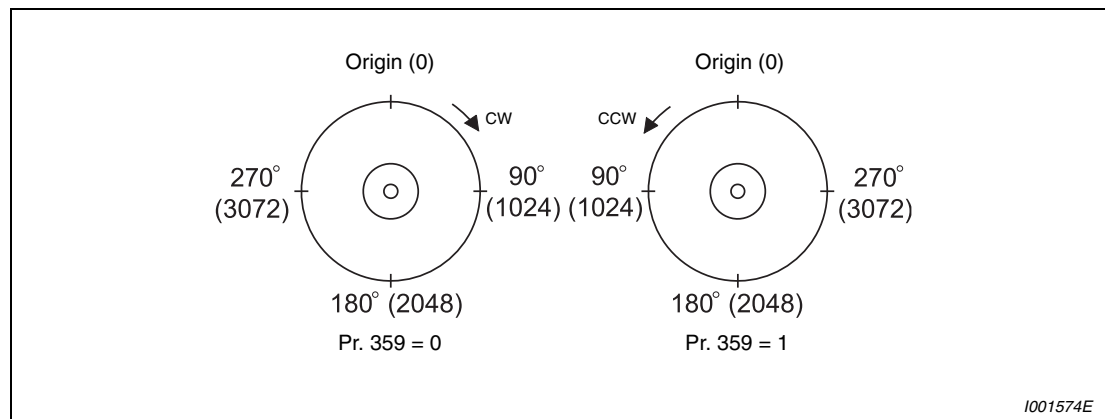 Origin (0) Origin (0)
CW CCW
270° 90° 90° 270°
(3072) (1024) (1024) (3072)
180° (2048) 180° (2048)
Pr. 359 = 0 Pr. 359 = 1
I001574E